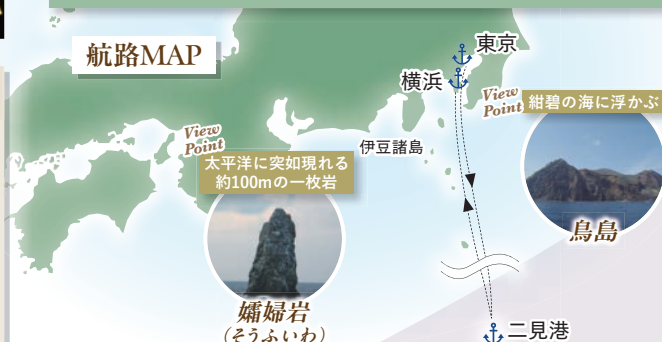 航路MAP
東京
横浜
View
Point
紺碧の海に浮かぶ
View
Point
伊豆諸島
太平洋に突如現れる
約100mの一枚岩
鳥島
孀婦岩
(そうふいわ)
二見港